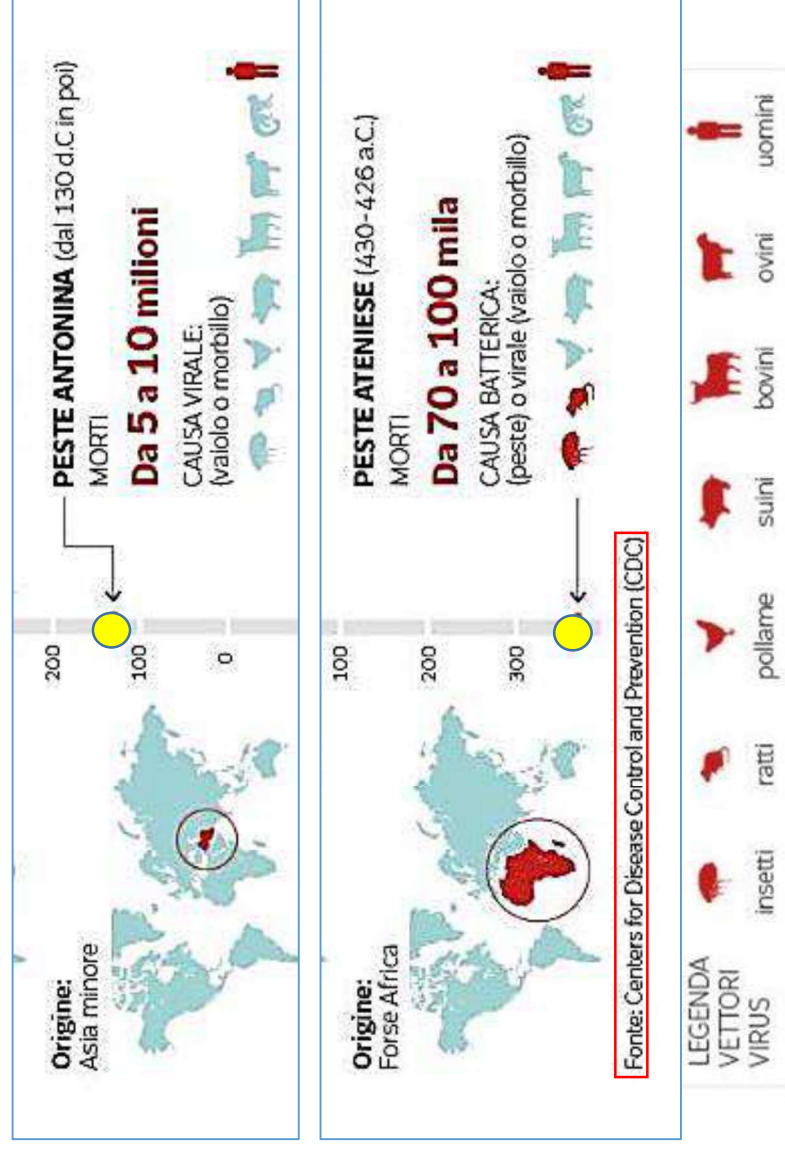 Origine:
Asia minore
200
100
0
PESTE ANTONINA (dal 130 d.C in poi)
MORTI
Da 5 a 10 milioni
CAUSA VIRALE:
(vaiolo o morbillo)
Origine:
Forse Africa
100
200
300
PESTE ATENIESE (430-426 a.C.)
MORTI
Da 70 a 100 mila
CAUSA BATTERICA:
(peste) o virale (vaiolo o morbillo)
Fonte: Centers for Disease Control and Prevention (CDC)
LEGENDA
VETTORI
VIRUS
insetti
ratti
pollame
suini
bovini
ovini
uomini